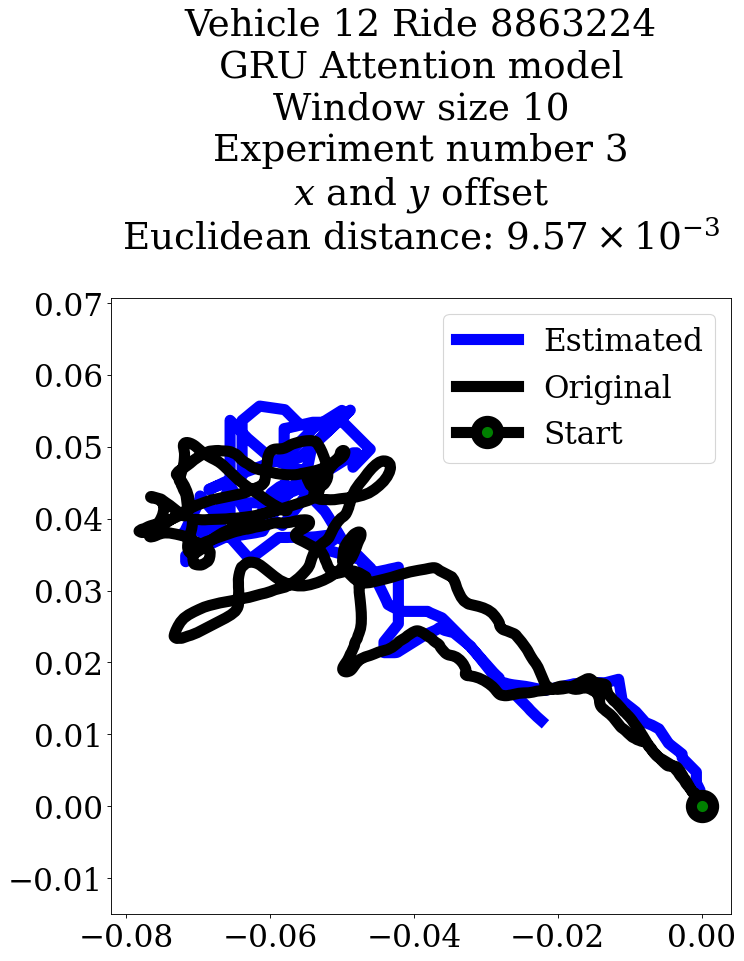 Vehicle 12 Ride 8863224
GRU Attention model
Window size 10
Experiment number 3
x and y offset
Euclidean distance: 9.57 × 10⁻³
0.07
0.06
0.05
0.04
0.03
0.02
0.01
0.00
−0.01
Estimated
Original
Start
−0.08
−0.06
−0.04
−0.02
0.00